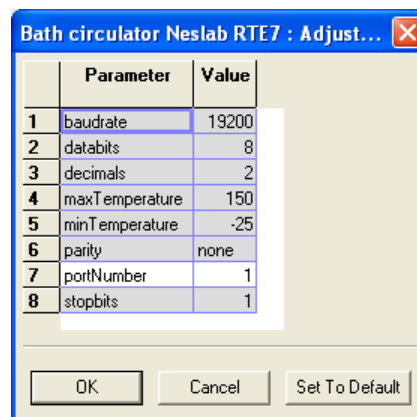 Bath circulator Neslab RTE7 : Adjust...
Parameter Value
1 baudrate 19200
2 databits 8
3 decimals 2
4 maxTemperature 150
5 minTemperature -25
6 parity none
7 portNumber 1
8 stopbits 1
OK Cancel Set To Default